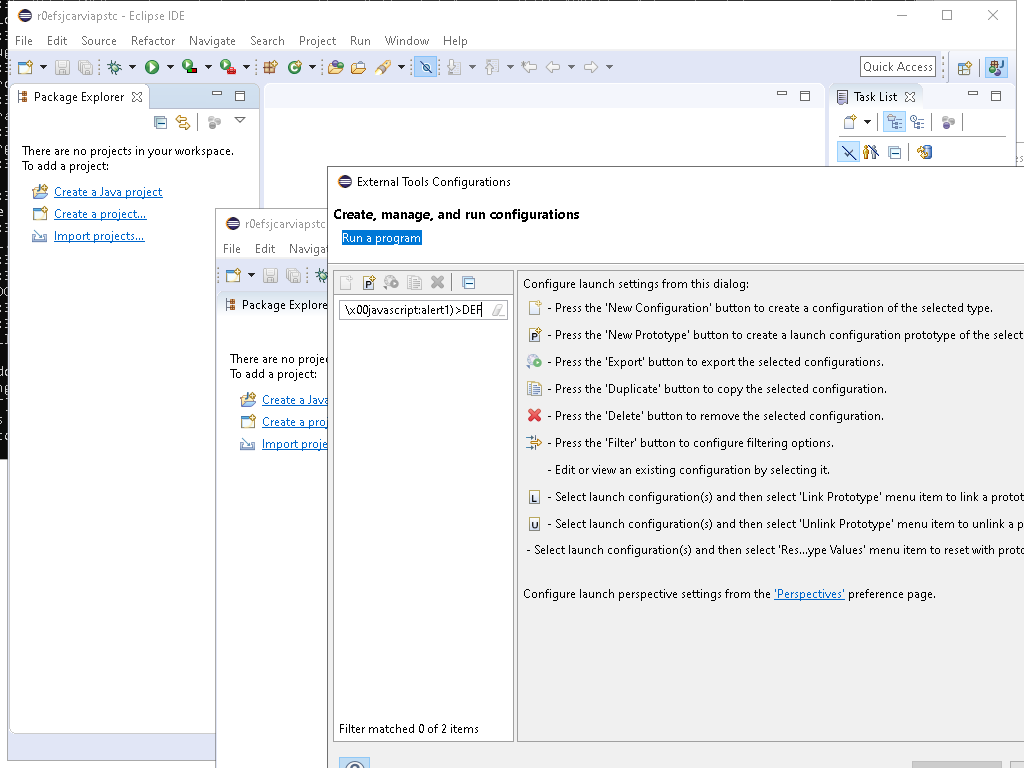 r0efsjcarviapstc - Eclipse IDE
File Edit Source Refactor Navigate Search Project Run Window Help
Quick Access
Package Explorer
Task List
There are no projects in your workspace.
To add a project:
Create a Java project
Create a project...
Import projects...
r0efsjcarviapstc
File Edit
Package Explore
To add a project:
There are no
Create a Java
Create a
Import
External Tools Configurations
Create, manage, and run configurations
Run a program
\x00javascript:alert1)>DEF
Filter matched 0 of 2 items
Configure launch settings from this dialog:
- Press the 'New Configuration' button to create a configuration of the selected type.
- Press the 'New Prototype' button to create a launch configuration prototype of the select
- Press the 'Export' button to export the selected configurations.
- Press the 'Duplicate' button to copy the selected configuration.
- Press the 'Delete' button to remove the selected configuration.
- Press the 'Filter' button to configure filtering options.
- Edit or view an existing configuration by selecting it.
L - Select launch configuration(s) and then select 'Link Prototype' menu item to link a protot
U - Select launch configuration(s) and then select 'Unlink Prototype' menu item to unlink a p
- Select launch configuration(s) and then select 'Res...ype Values' menu item to reset with proto
Configure launch perspective settings from the 'Perspectives' preference page.